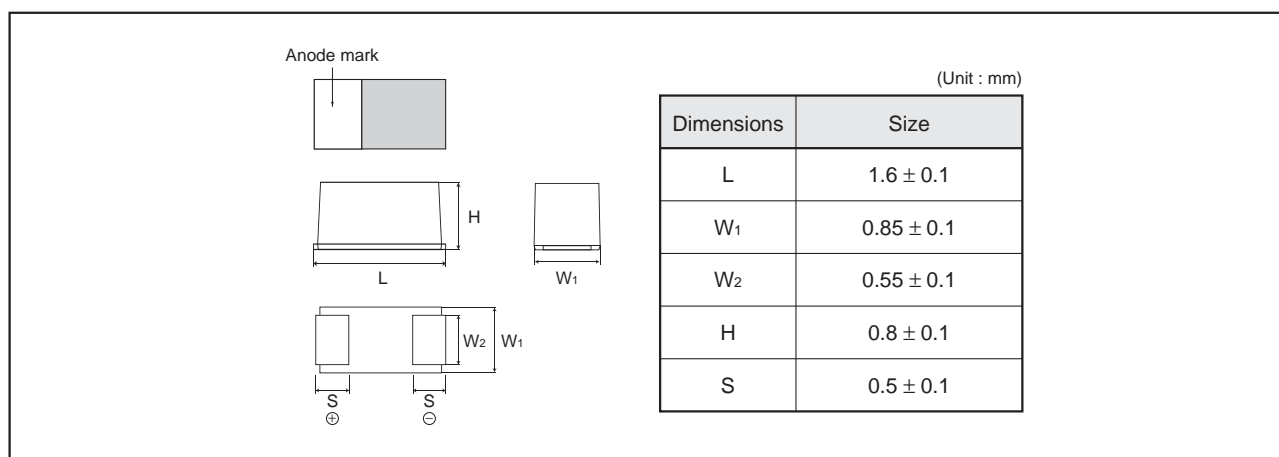 Anode mark
H
L
W1
W2 W1
S S
⊕ ⊖
(Unit : mm)
Dimensions Size
L 1.6 ± 0.1
W1 0.85 ± 0.1
W2 0.55 ± 0.1
H 0.8 ± 0.1
S 0.5 ± 0.1